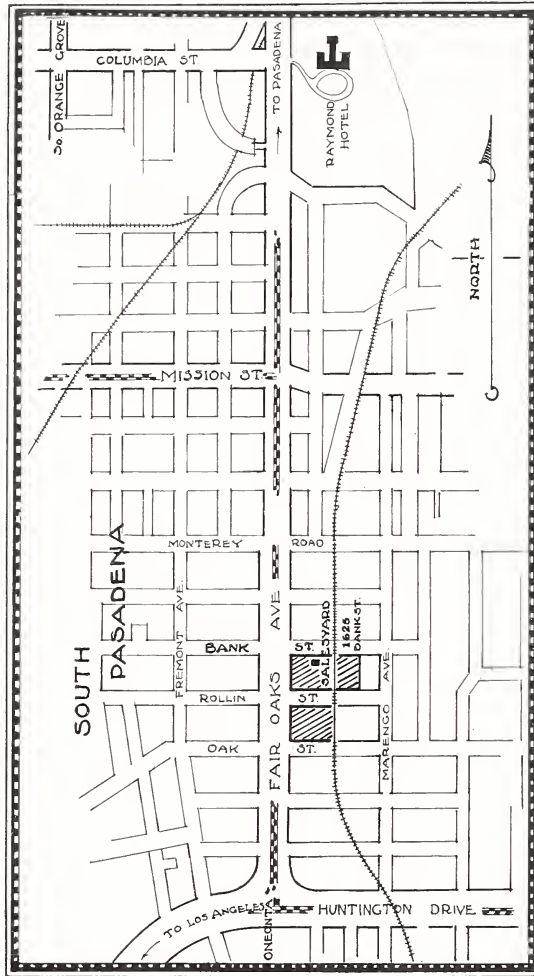 So. ORANGE GROVE
COLUMBIA ST.
TO PASADENA
RAYMOND
HOTEL
NORTH
MISSION ST.
SOUTH
PASADENA
MONTEREY ROAD
FREMONT AVE.
BANK ST.
SALESYARD
1625
DANK ST.
FAIR OAKS AVE
ROLLIN ST.
MARENGO AVE.
OAK ST.
TO LOS ANGELES
ONEONTA
HUNTINGTON DRIVE